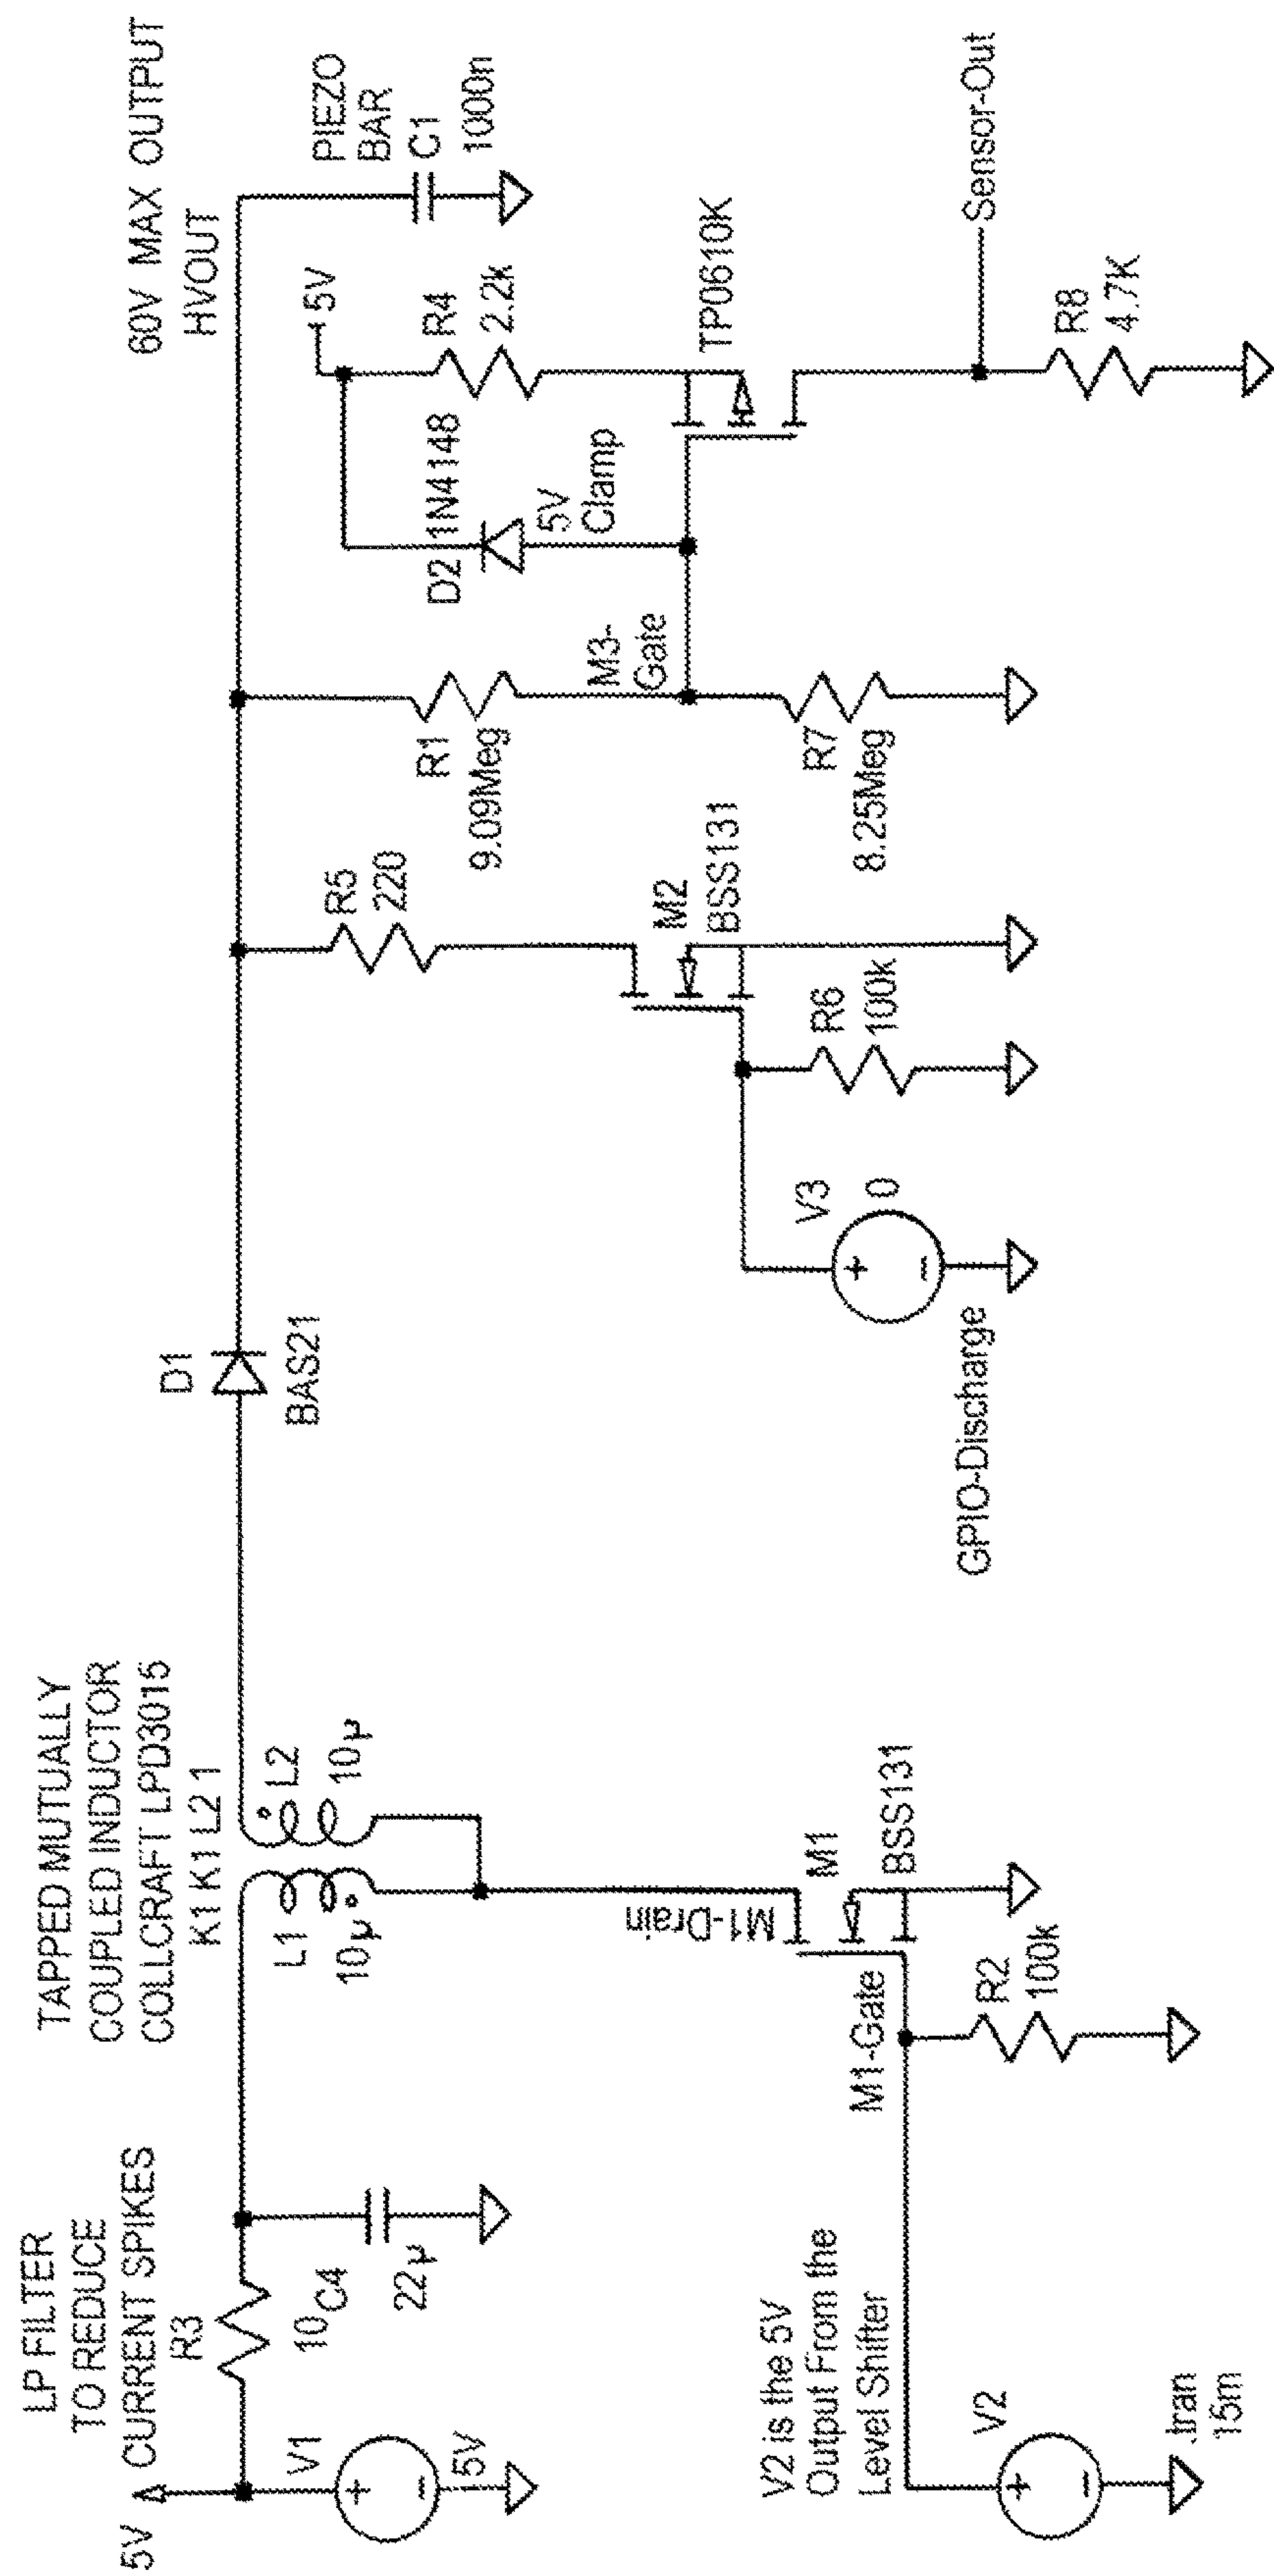 LP FILTER
TO REDUCE
CURRENT SPIKES
R3
10
C4
22µ
5V
V1
5V
TAPPED MUTUALLY
COUPLED INDUCTOR
COLLCRAFT LPD3015
K1 K1 L2 1
L1
10µ
L2
10µ
M1-Drain
M1
BSS131
M1-Gate
R2
100k
V2 is the 5V
Output From the
Level Shifter
V2
.tran
15m
D1
BAS21
R5
220
M2
BSS131
R6
100k
V3
0
GPIO-Discharge
R1
9.09Meg
M3-
Gate
R7
8.25Meg
60V MAX OUTPUT
HVOUT
PIEZO
BAR
C1
1000n
5V
R4
2.2k
D2
1N4148
5V
Clamp
TP0610K
Sensor-Out
R8
4.7K